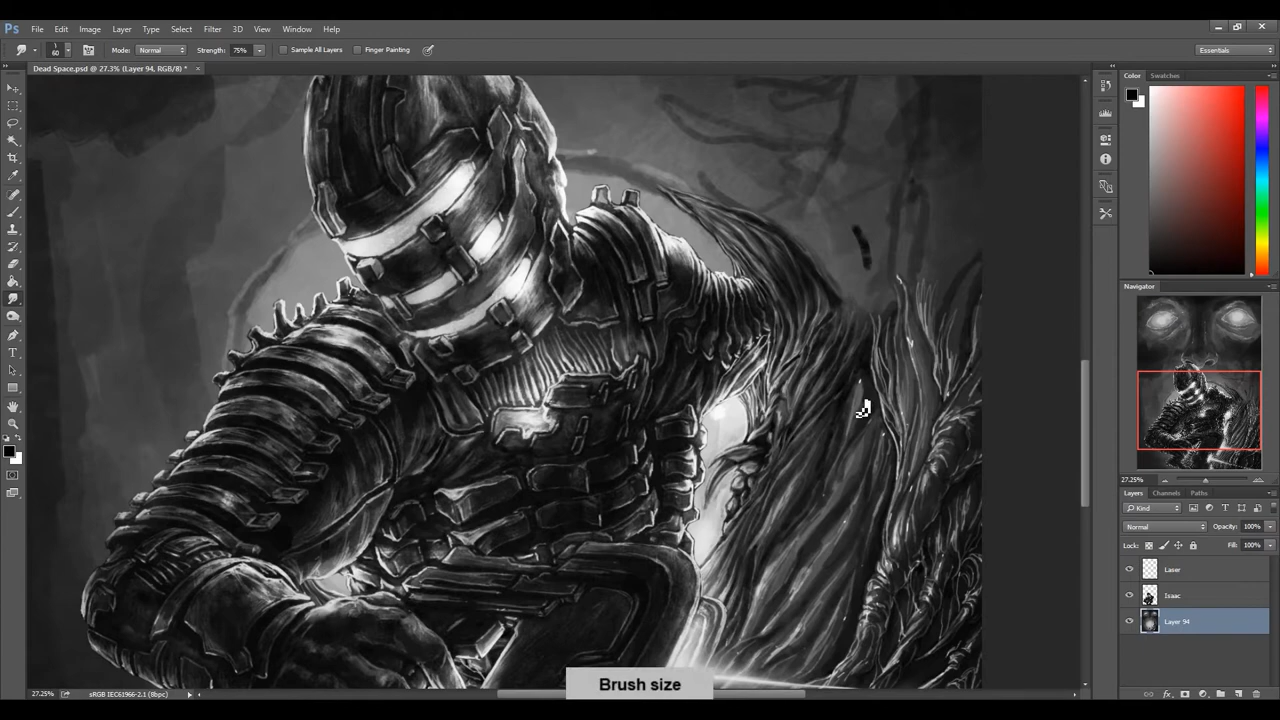 Ps File Edit Image Layer Type Select Filter 3D View Window Help
60 Mode: Normal Strength: 75% Sample All Layers Finger Painting Essentials
Dead Space.psd @ 27.3% (Layer 94, RGB/8) * ×
Color Swatches
Navigator
27.25%
Layers Channels Paths
Kind
Normal Opacity: 100%
Lock: Fill: 100%
Laser
Isaac
Layer 94
Brush size
27.25% sRGB IEC61966-2.1 (8bpc)